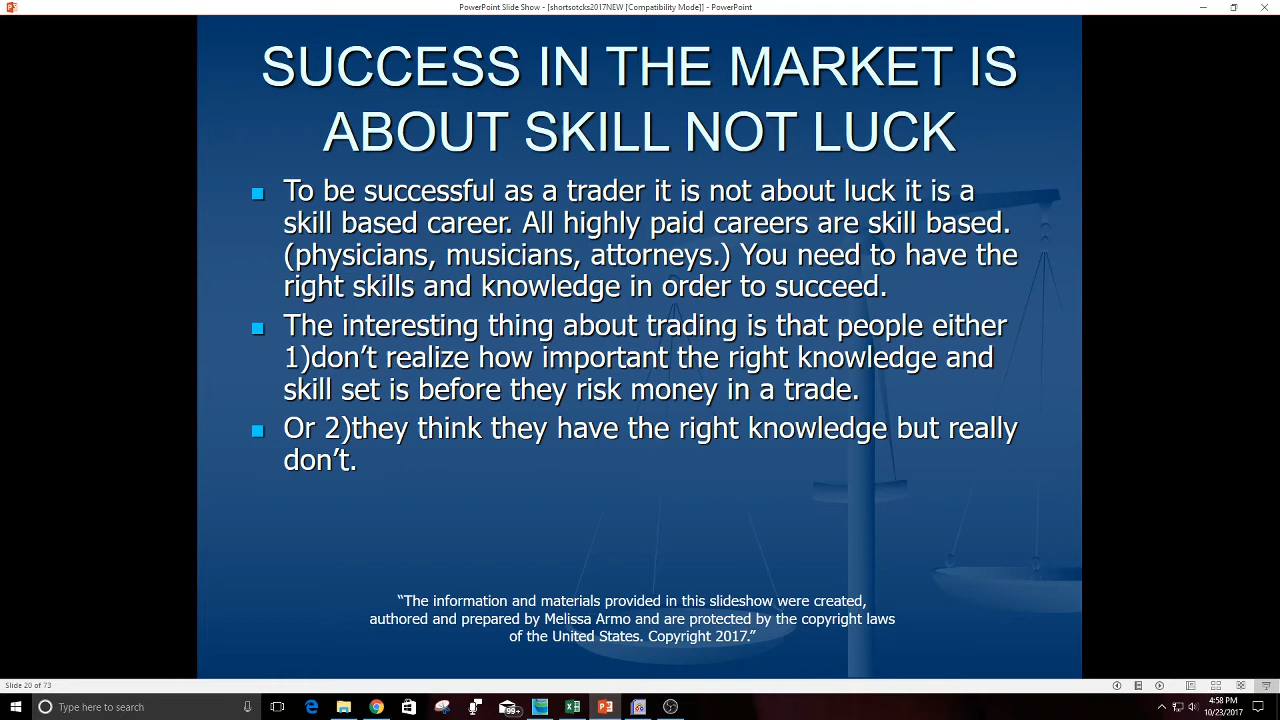 PowerPoint Slide Show - [shortsotcks2017NEW [Compatibility Mode]] - PowerPoint
SUCCESS IN THE MARKET IS
ABOUT SKILL NOT LUCK
To be successful as a trader it is not about luck it is a
skill based career. All highly paid careers are skill based.
(physicians, musicians, attorneys.) You need to have the
right skills and knowledge in order to succeed.
The interesting thing about trading is that people either
1)don’t realize how important the right knowledge and
skill set is before they risk money in a trade.
Or 2)they think they have the right knowledge but really
don’t.
“The information and materials provided in this slideshow were created,
authored and prepared by Melissa Armo and are protected by the copyright laws
of the United States. Copyright 2017.”
Slide 20 of 73
Type here to search
99+
4:58 PM
10/23/2017